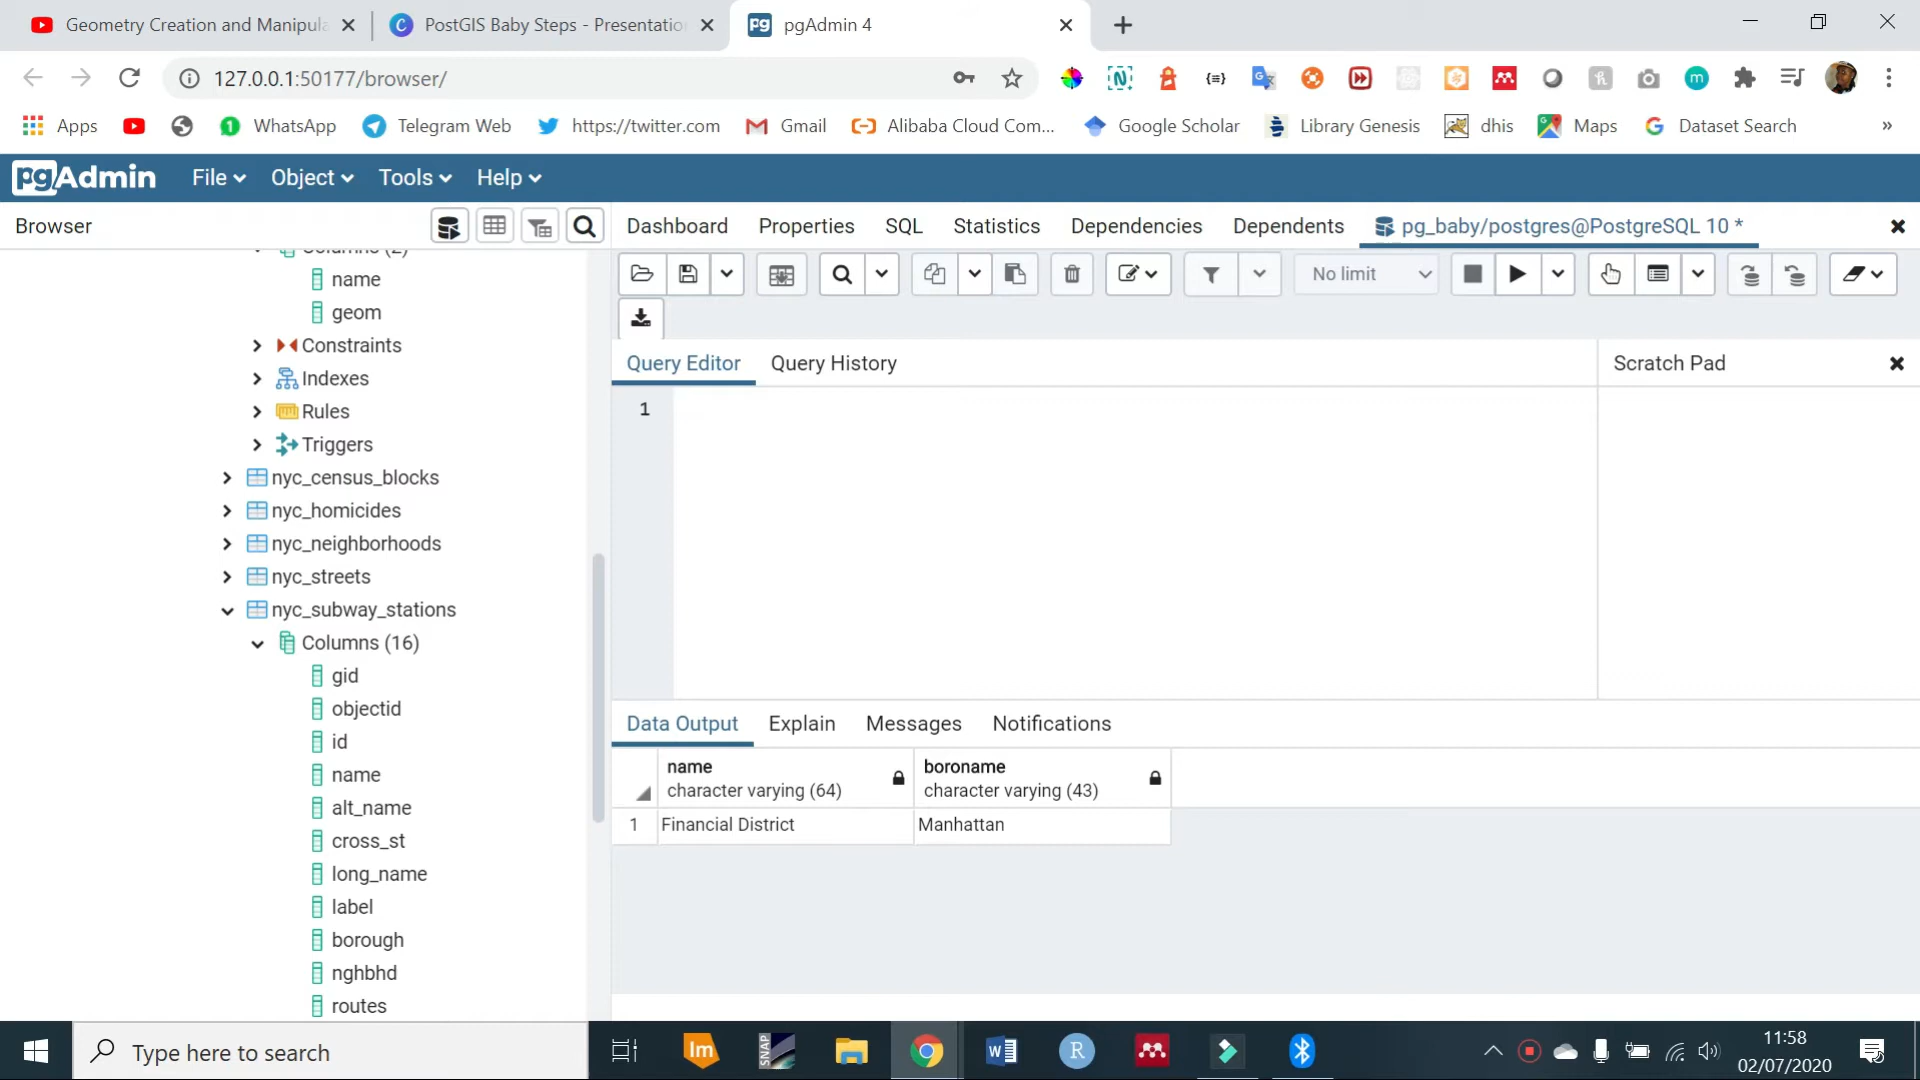 Geometry Creation and Manipula
PostGIS Baby Steps - Presentatio
pgAdmin 4
127.0.0.1:50177/browser/
Apps
WhatsApp
Telegram Web
https://twitter.com
Gmail
Alibaba Cloud Com...
Google Scholar
Library Genesis
dhis
Maps
Dataset Search
»
pgAdmin
File
Object
Tools
Help
Browser
Dashboard
Properties
SQL
Statistics
Dependencies
Dependents
pg_baby/postgres@PostgreSQL 10 *
No limit
Columns (2)
name
geom
Constraints
Indexes
Rules
Triggers
nyc_census_blocks
nyc_homicides
nyc_neighborhoods
nyc_streets
nyc_subway_stations
Columns (16)
gid
objectid
id
name
alt_name
cross_st
long_name
label
borough
nghbhd
routes
Query Editor
Query History
Scratch Pad
1
Data Output
Explain
Messages
Notifications
name
character varying (64)
boroname
character varying (43)
1 Financial District Manhattan
Type here to search
Im
SNAP
W
R
11:58
02/07/2020